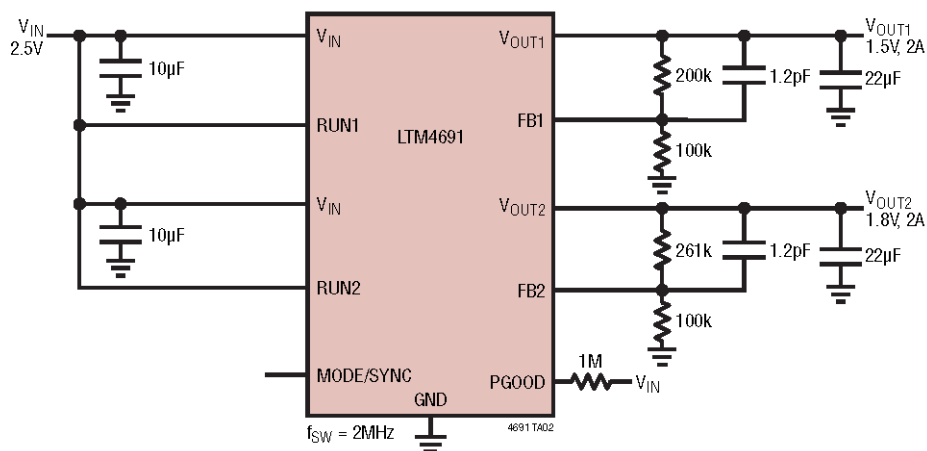 V_IN
2.5V
10µF
10µF
V_IN
RUN1
V_IN
RUN2
MODE/SYNC
GND
f_SW = 2MHz
LTM4691
V_OUT1
FB1
V_OUT2
FB2
PGOOD
4691 TA02
200k
1.2pF
22µF
100k
V_OUT1
1.5V, 2A
261k
1.2pF
22µF
100k
V_OUT2
1.8V, 2A
1M
V_IN